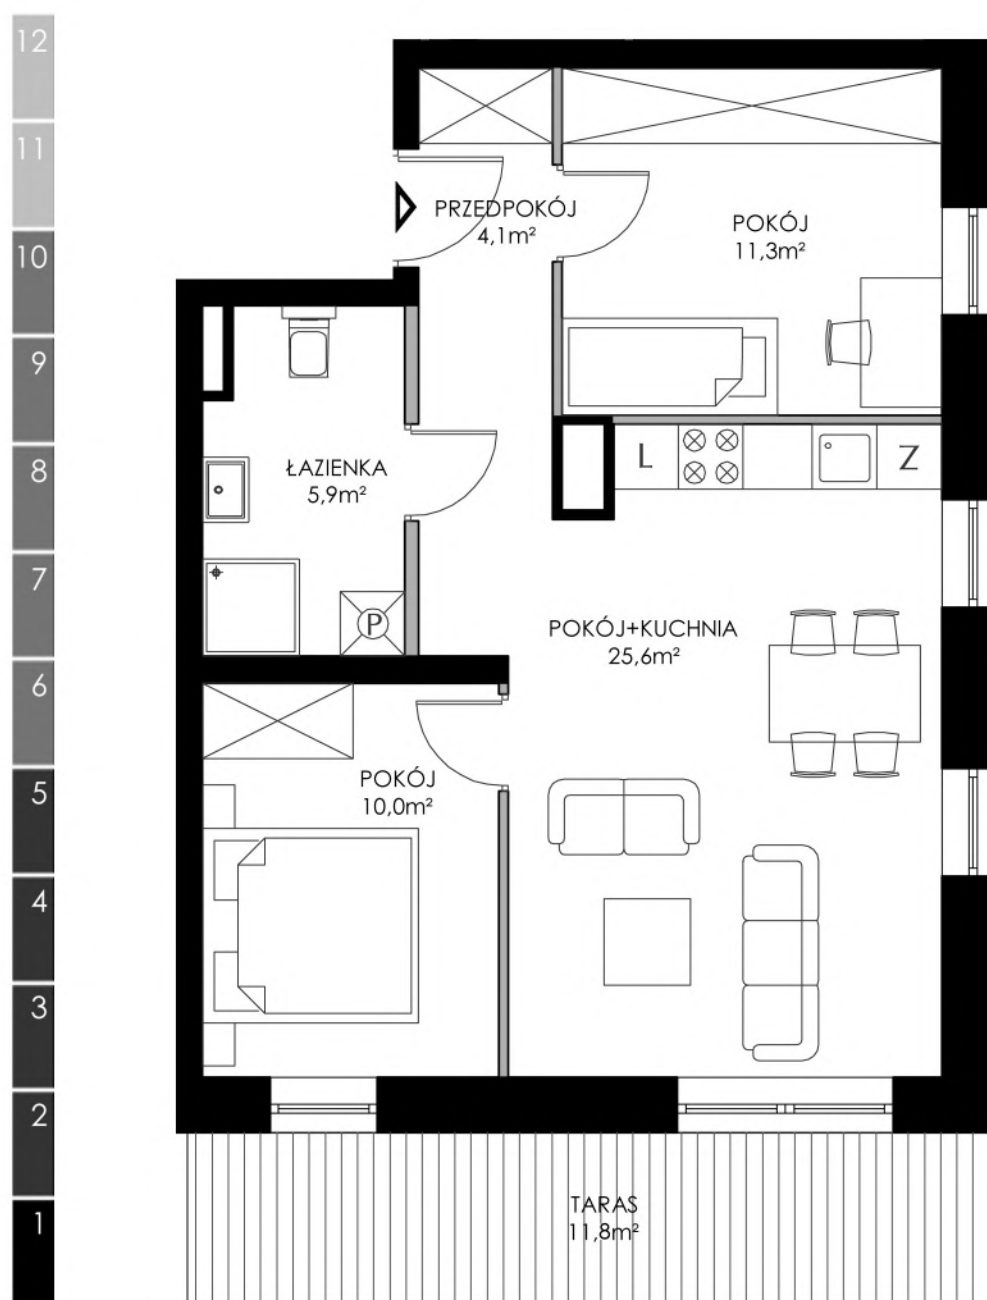 12
11
10
9
8
7
6
5
4
3
2
1
PRZEDPOKÓJ
4,1m²
POKÓJ
11,3m²
ŁAZIENKA
5,9m²
L
Z
P
POKÓJ+KUCHNIA
25,6m²
POKÓJ
10,0m²
TARAS
11,8m²